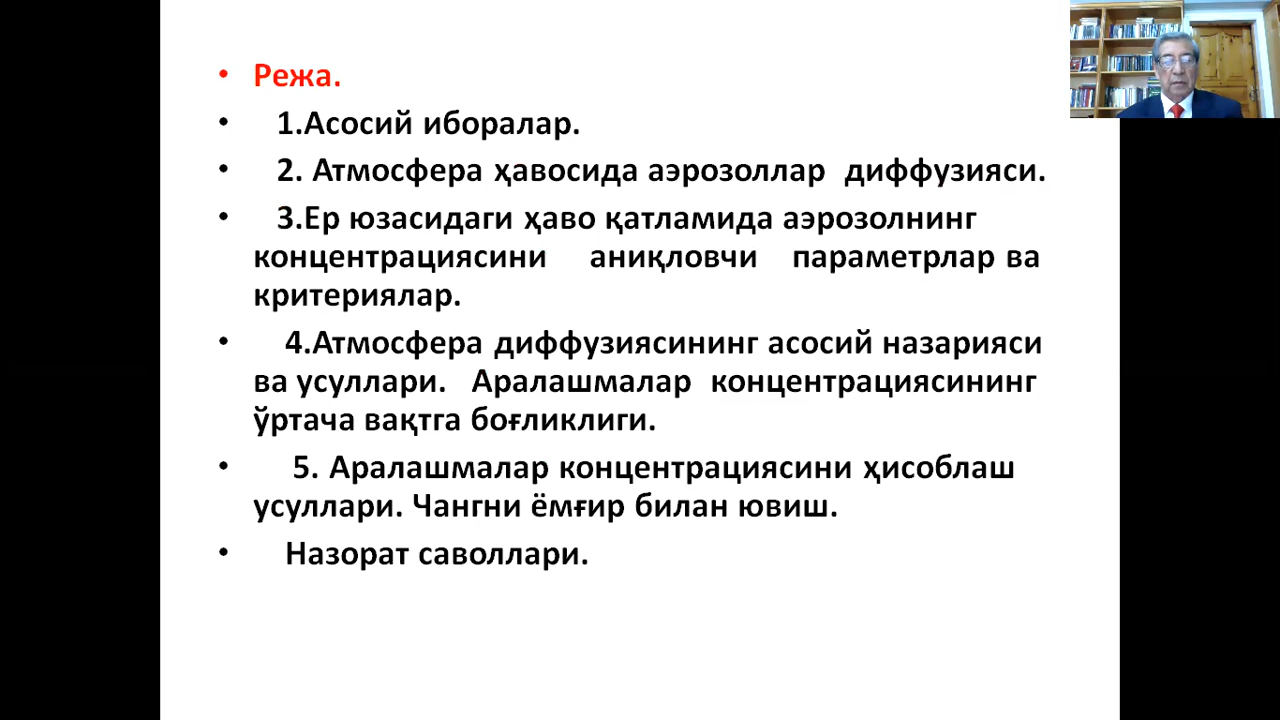 • Режа.
• 1.Асосий иборалар.
• 2. Атмосфера ҳавосида аэрозоллар диффузияси.
• 3.Ер юзасидаги ҳаво қатламида аэрозолнинг
концентрациясини аниқловчи параметрлар ва
критериялар.
• 4.Атмосфера диффузиясининг асосий назарияси
ва усуллари. Аралашмалар концентрациясининг
ўртача вақтга боғликлиги.
• 5. Аралашмалар концентрациясини ҳисоблаш
усуллари. Чангни ёмғир билан ювиш.
• Назорат саволлари.